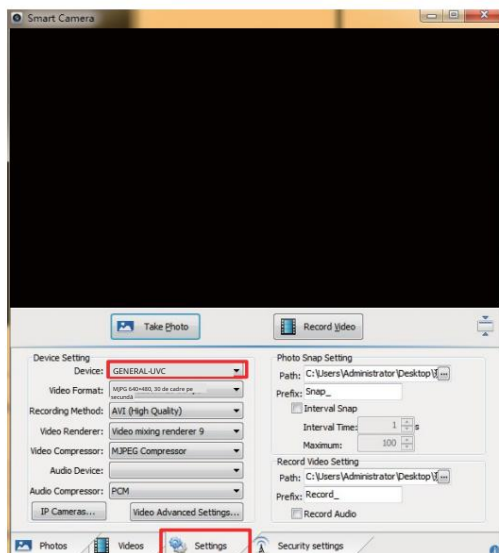 Smart Camera
Take Photo
Record Video
Device Setting
Device: GENERAL-UVC
Video Format: MJPG 640×480, 30 de cadre pe secundă
Recording Method: AVI (High Quality)
Video Renderer: Video mixing renderer 9
Video Compressor: MJPEG Compressor
Audio Device:
Audio Compressor: PCM
IP Cameras...
Video Advanced Settings...
Photo Snap Setting
Path: C:\Users\Administrator\Desktop\
Prefix: Snap_
Interval Snap
Interval Time: 1 s
Maximum: 100
Record Video Setting
Path: C:\Users\Administrator\Desktop\
Prefix: Record_
Record Audio
Photos
Videos
Settings
Security settings